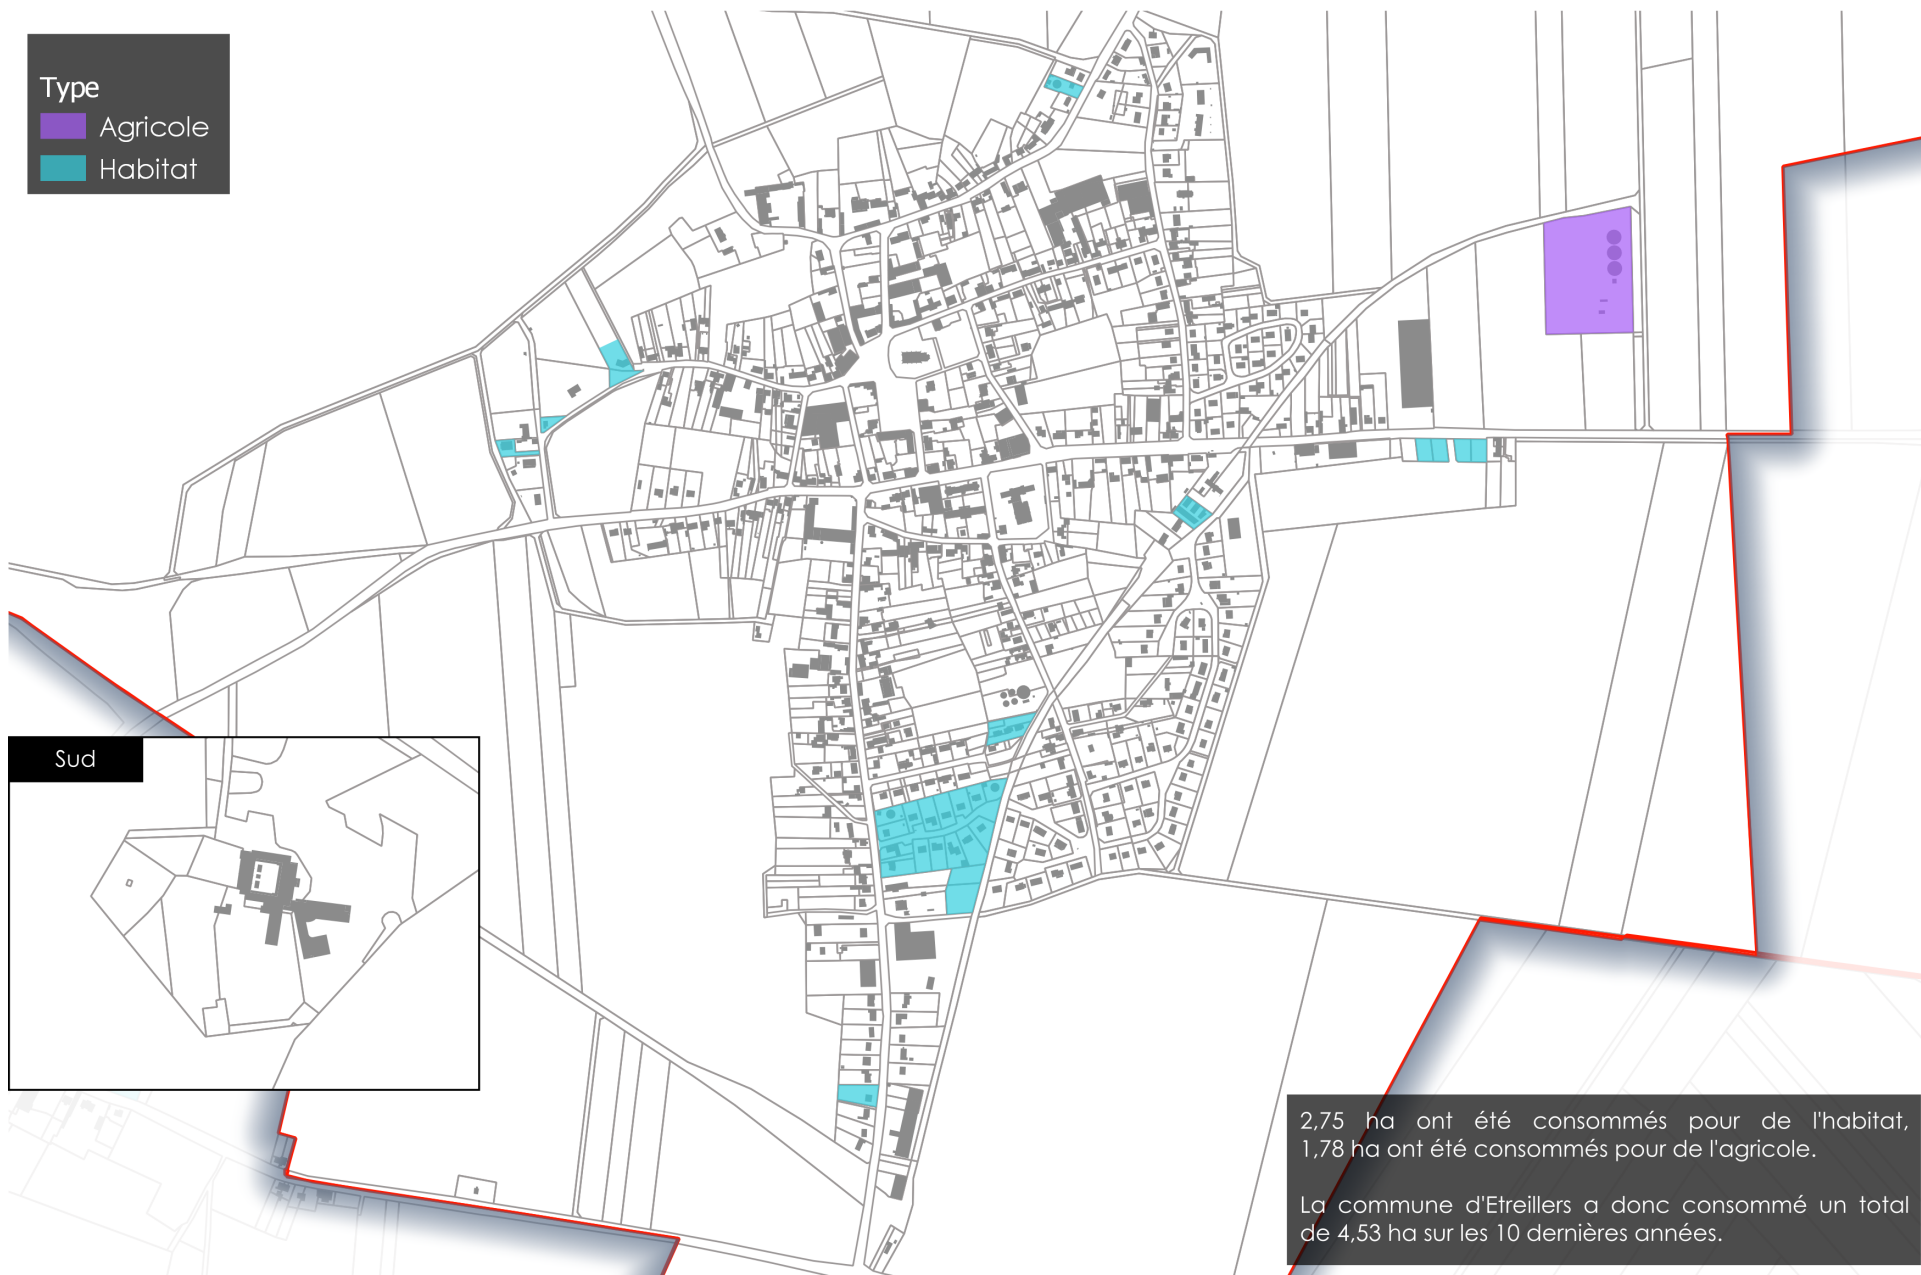 Type
Agricole
Habitat
Sud
2,75 ha ont été consommés pour de l'habitat,
1,78 ha ont été consommés pour de l'agricole.
La commune d'Etreillers a donc consommé un total
de 4,53 ha sur les 10 dernières années.